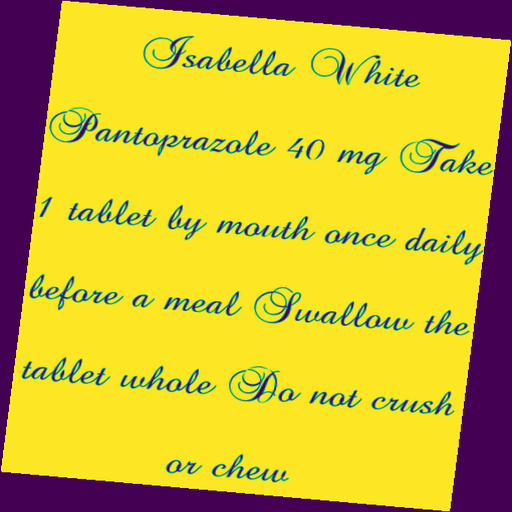 Isabella White
Pantoprazole 40 mg Take
1 tablet by mouth once daily
before a meal Swallow the
tablet whole Do not crush
or chew